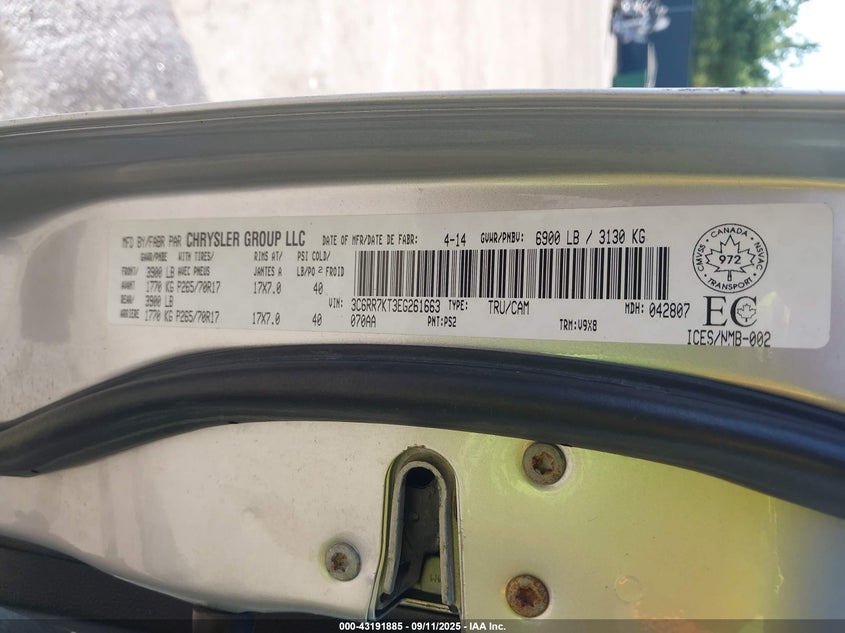 MFD BY/FABR PAR CHRYSLER GROUP LLC DATE OF MFR/DATE DE FABR: 4-14 GVWR/PNBV: 6900 LB / 3130 KG
GAWR/PNBE WITH TIRES/ RIMS AT/ PSI COLD/
FRONT/ 3900 LB AVEC PNEUS JANTES A LB/PO2 FROID
AVANT 1770 KG P265/70R17 17X7.0 40
REAR/ 3900 LB
ARRIERE 1770 KG P265/70R17 17X7.0 40
VIN: 3C6RR7KT3EG261663 TYPE: TRU/CAM MDH: 042807
070AA PNT:PS2 TRM:V9X8
CANADA
CMVSS
972
NSVAC
TRANSPORT
EC
ICES/NMB-002
000-43191885 - 09/11/2025 - IAA Inc.